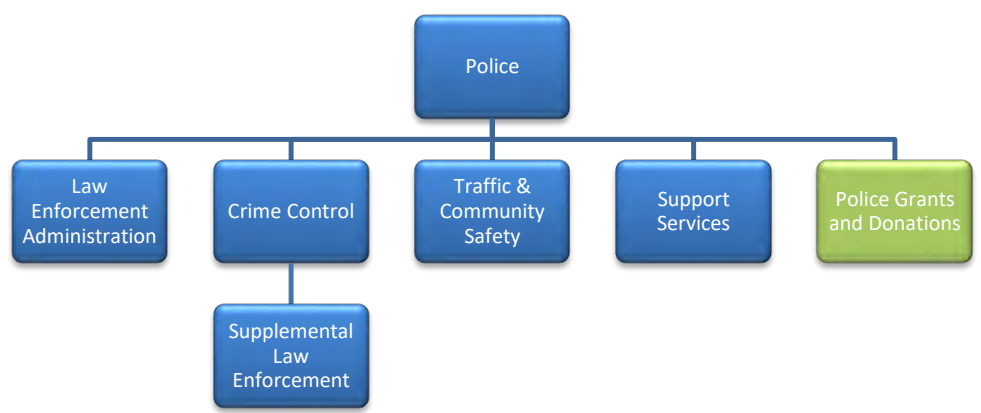 Police
Law
Enforcement
Administration
Crime Control
Traffic &
Community
Safety
Support
Services
Police Grants
and Donations
Supplemental
Law
Enforcement